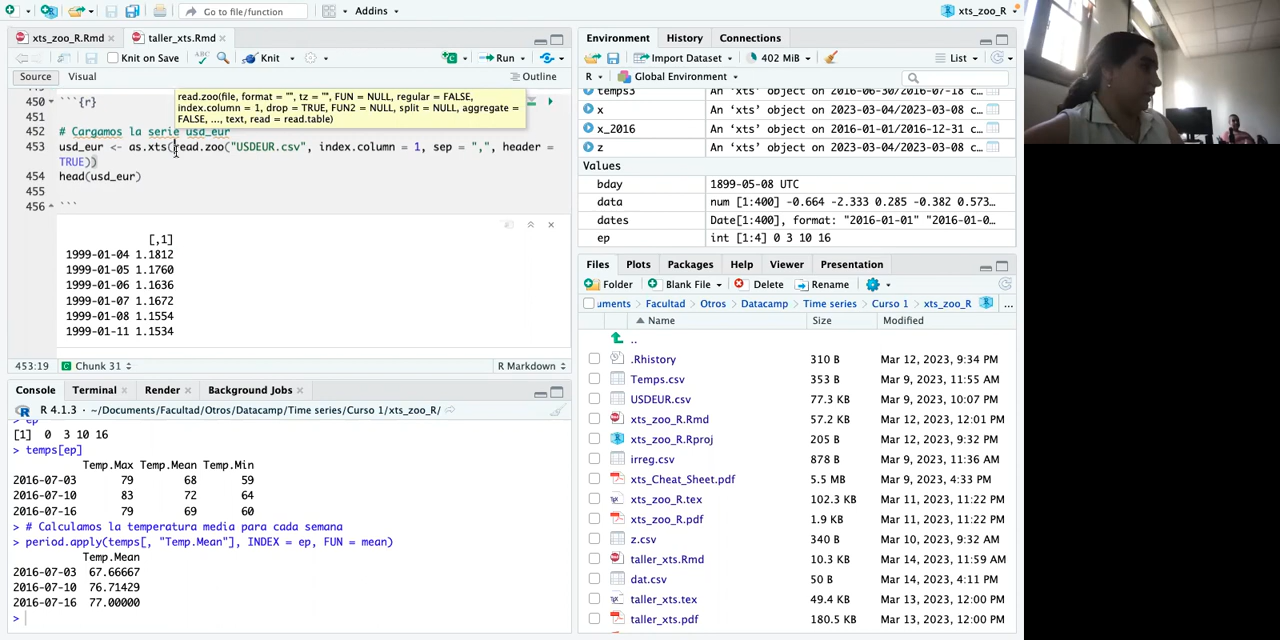 Go to file/function
Addins
xts_zoo_R
xts_zoo_R.Rmd
taller_xts.Rmd
Knit on Save
ABC
Knit
Run
Source
Visual
Outline
450 ```{r}
451
452 # Cargamos la serie usd_eur
453 usd_eur <- as.xts(read.zoo("USDEUR.csv", index.column = 1, sep = ",", header =
TRUE))
454 head(usd_eur)
455
456 ```
read.zoo(file, format = "", tz = "", FUN = NULL, regular = FALSE,
index.column = 1, drop = TRUE, FUN2 = NULL, split = NULL, aggregate =
FALSE, ..., text, read = read.table)
[,1]
1999-01-04 1.1812
1999-01-05 1.1760
1999-01-06 1.1636
1999-01-07 1.1672
1999-01-08 1.1554
1999-01-11 1.1534
453:19
Chunk 31
R Markdown
Console
Terminal
Render
Background Jobs
R 4.1.3 · ~/Documents/Facultad/Otros/Datacamp/Time series/Curso 1/xts_zoo_R/
> ep
[1] 0 3 10 16
> temps[ep]
Temp.Max Temp.Mean Temp.Min
2016-07-03 79 68 59
2016-07-10 83 72 64
2016-07-16 79 69 60
> # Calculamos la temperatura media para cada semana
> period.apply(temps[, "Temp.Mean"], INDEX = ep, FUN = mean)
Temp.Mean
2016-07-03 67.66667
2016-07-10 76.71429
2016-07-16 77.00000
>
Environment
History
Connections
Import Dataset
402 MiB
List
R
Global Environment
temps3 An ‘xts’ object on 2016-06-30/2016-07-18 c…
x An ‘xts’ object on 2023-03-04/2023-03-08 c…
x_2016 An ‘xts’ object on 2016-01-01/2016-12-31 c…
z An ‘xts’ object on 2023-03-04/2023-03-08 c…
Values
bday 1899-05-08 UTC
data num [1:400] -0.664 -2.333 0.285 -0.382 0.573…
dates Date[1:400], format: "2016-01-01" "2016-01-0…
ep int [1:4] 0 3 10 16
Files
Plots
Packages
Help
Viewer
Presentation
Folder
Blank File
Delete
Rename
uments > Facultad > Otros > Datacamp > Time series > Curso 1 > xts_zoo_R
...
Name Size Modified
..
.Rhistory 310 B Mar 12, 2023, 9:34 PM
Temps.csv 353 B Mar 9, 2023, 11:55 AM
USDEUR.csv 77.3 KB Mar 9, 2023, 10:07 PM
xts_zoo_R.Rmd 57.2 KB Mar 12, 2023, 12:01 PM
xts_zoo_R.Rproj 205 B Mar 12, 2023, 9:32 PM
irreg.csv 878 B Mar 9, 2023, 11:36 AM
xts_Cheat_Sheet.pdf 5.5 MB Mar 9, 2023, 4:33 PM
xts_zoo_R.tex 102.3 KB Mar 11, 2023, 11:22 PM
xts_zoo_R.pdf 1.9 KB Mar 11, 2023, 11:22 PM
z.csv 340 B Mar 10, 2023, 9:32 AM
taller_xts.Rmd 10.3 KB Mar 14, 2023, 11:59 AM
dat.csv 50 B Mar 14, 2023, 4:11 PM
taller_xts.tex 49.4 KB Mar 13, 2023, 12:00 PM
taller_xts.pdf 180.5 KB Mar 13, 2023, 12:00 PM